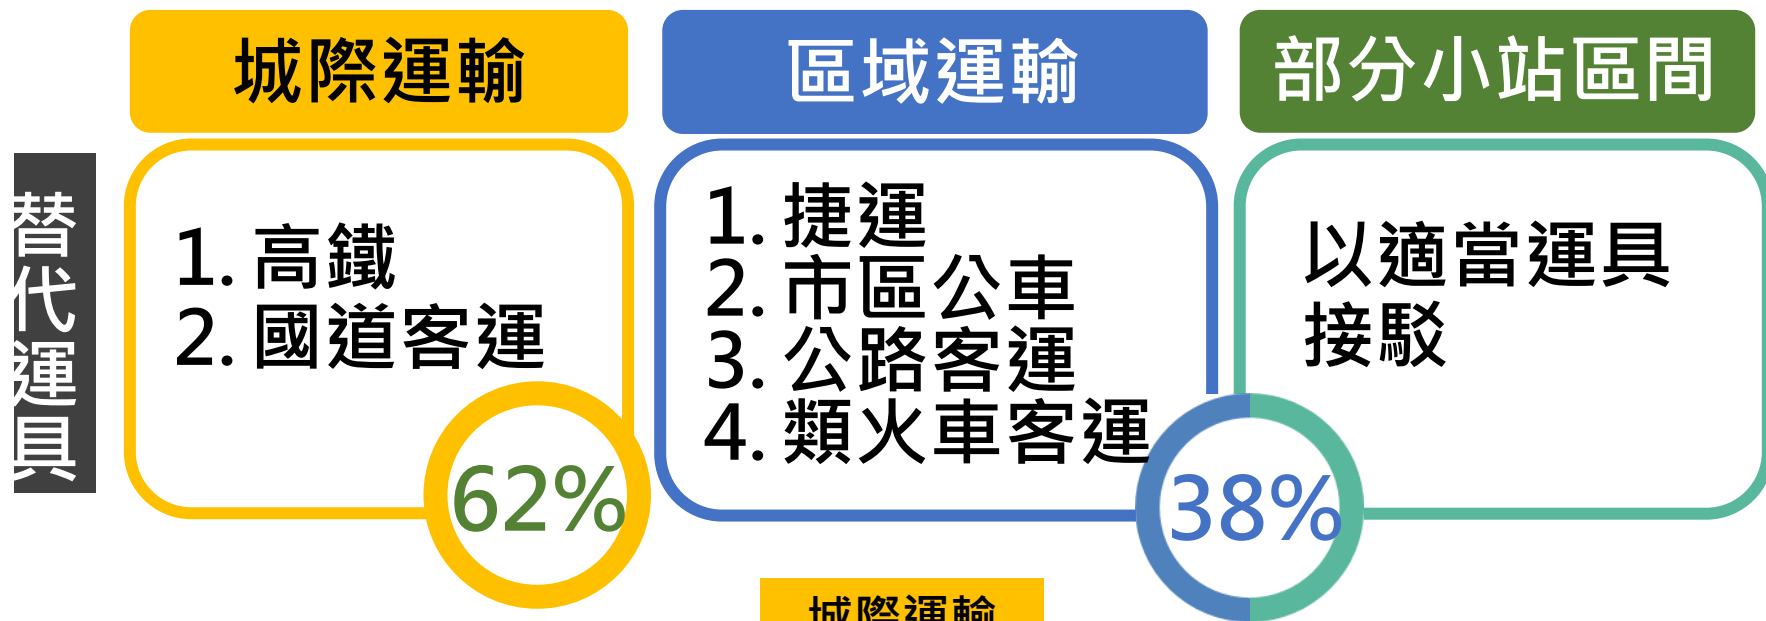 城際運輸
區域運輸
部分小站區間
替代運具
1. 高鐵
2. 國道客運
62%
1. 捷運
2. 市區公車
3. 公路客運
4. 類火車客運
38%
以適當運具
接駁
城際運輸